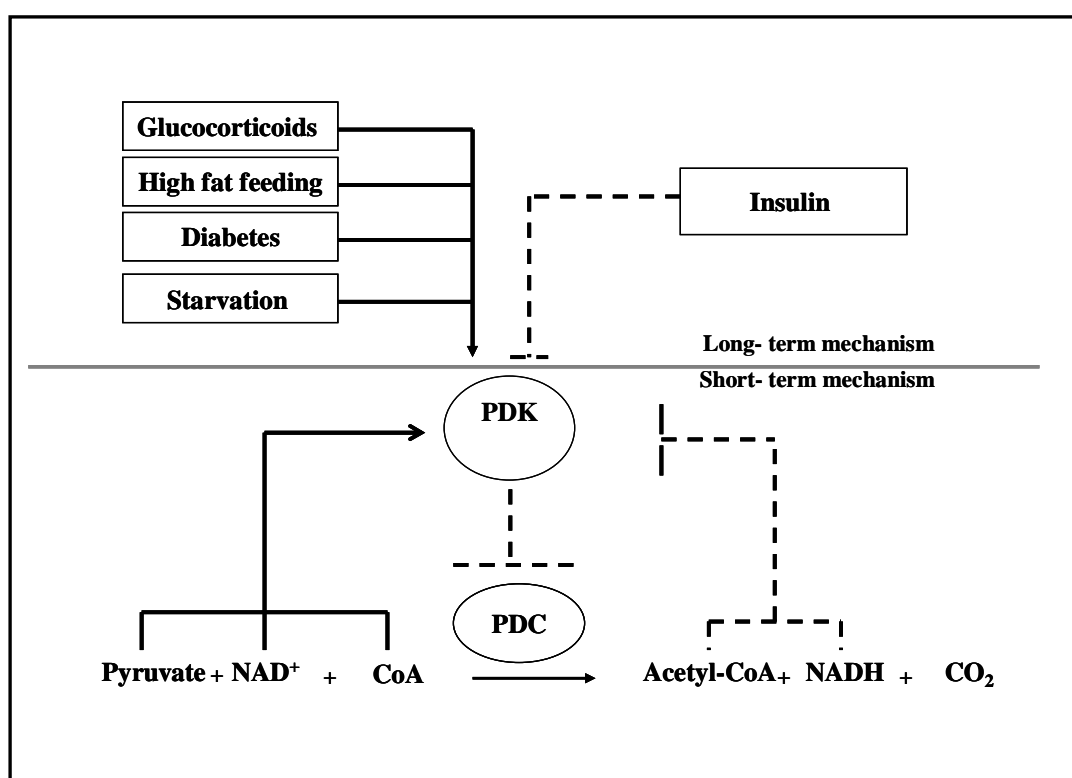 Glucocorticoids
High fat feeding
Diabetes
Starvation
Insulin
Long- term mechanism
Short- term mechanism
PDK
PDC
Pyruvate + NAD⁺ + CoA Acetyl-CoA+ NADH + CO₂